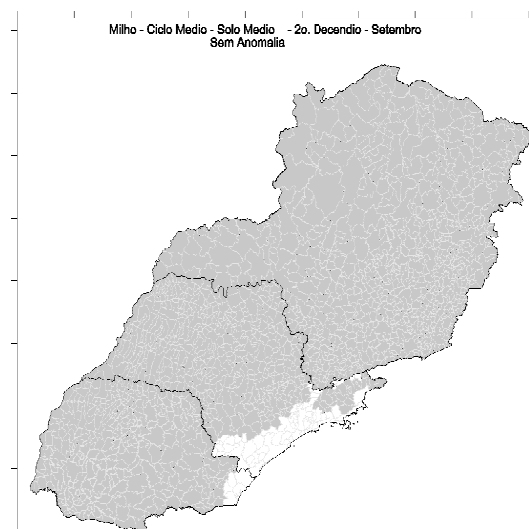 Milho - Ciclo Medio - Solo Medio - 2o. Decendio - Setembro
Sem Anomalia